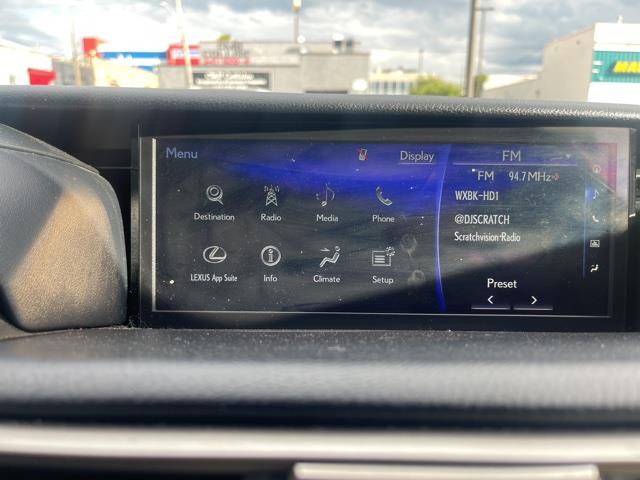 Menu
Display
FM
FM 94.7MHz
WXBK-HD1
@DJSCRATCH
Scratchvision Radio
Destination
Radio
Media
Phone
LEXUS App Suite
Info
Climate
Setup
Preset
< >